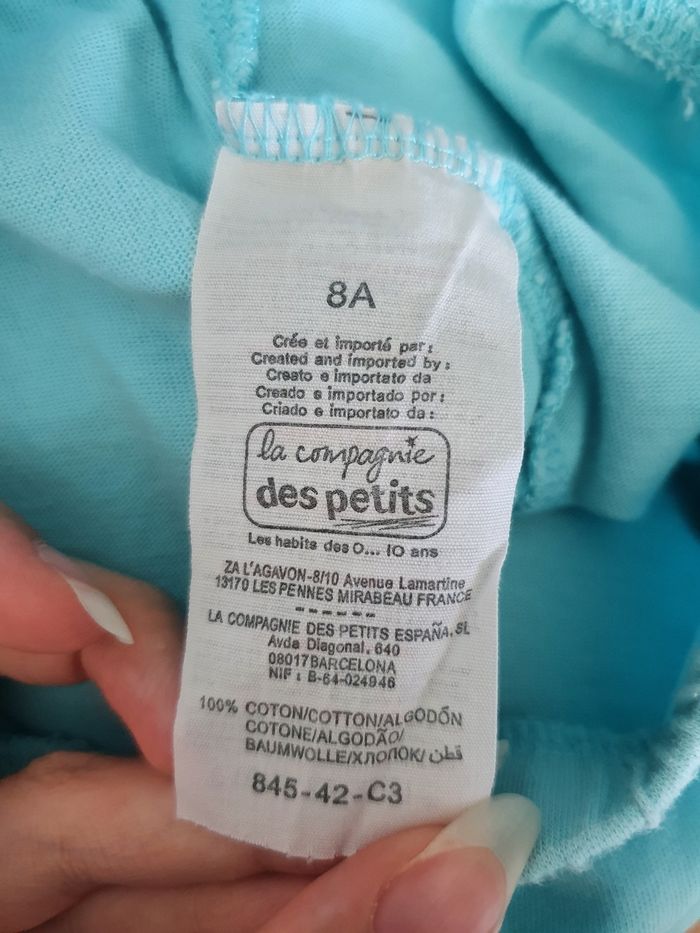 8A
Crée et importé par:
Created and imported by:
Creato e importato da
Creado e importado por:
Criado e importato da:
la compagnie
des petits
Les habits des 0... 10 ans
ZA L'AGAVON-8/10 Avenue Lamartine
13170 LES PENNES MIRABEAU FRANCE
------
LA COMPAGNIE DES PETITS ESPAÑA, SL
Avda Diagonal, 640
08017BARCELONA
NIF: B-64-024946
100% COTON/COTTON/ALGODÓN
COTONE/ALGODÃO/
BAUMWOLLE/ХЛОПОК/قطن
845-42-C3